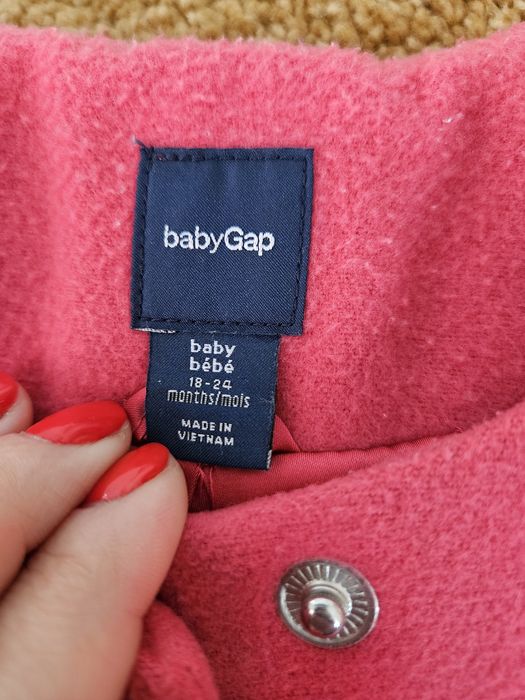 babyGap
baby
bébé
18-24
months/mois
MADE IN
VIETNAM